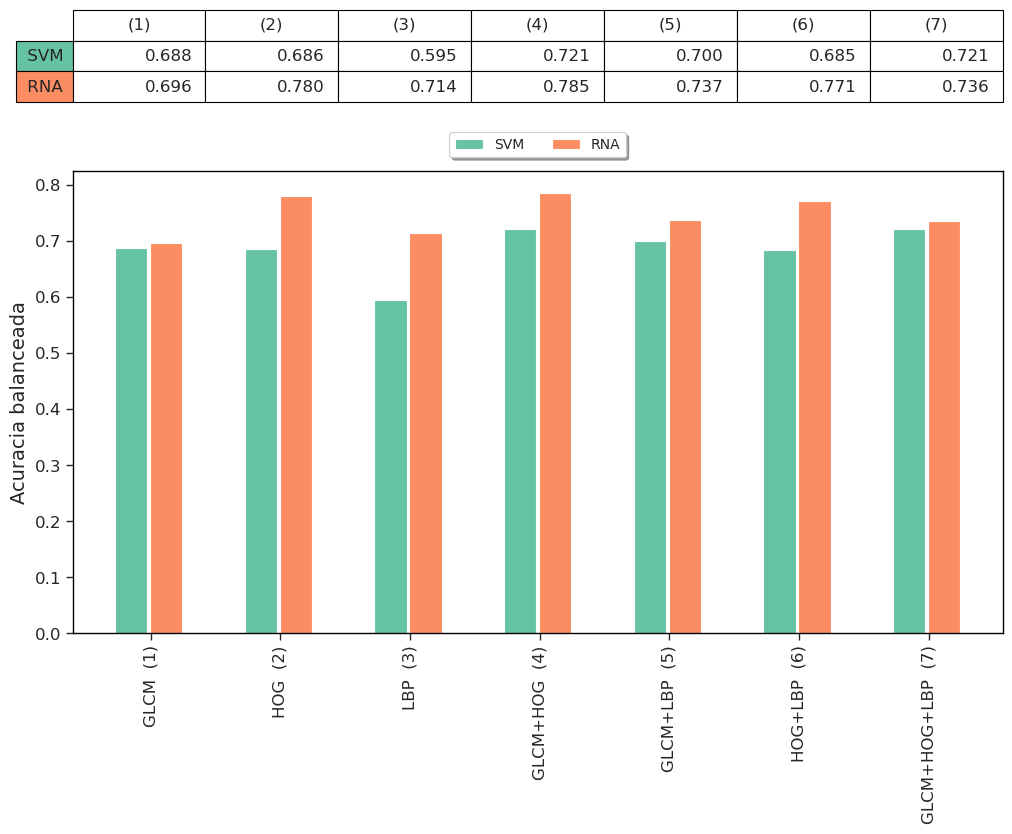 (1) (2) (3) (4) (5) (6) (7)
SVM 0.688 0.686 0.595 0.721 0.700 0.685 0.721
RNA 0.696 0.780 0.714 0.785 0.737 0.771 0.736
SVM RNA
Acuracia balanceada
0.8
0.7
0.6
0.5
0.4
0.3
0.2
0.1
0.0
GLCM (1)
HOG (2)
LBP (3)
GLCM+HOG (4)
GLCM+LBP (5)
HOG+LBP (6)
GLCM+HOG+LBP (7)